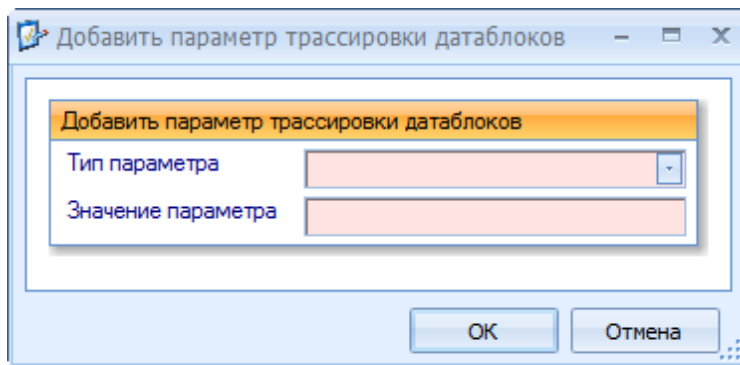 Добавить параметр трассировки датаблоков
Добавить параметр трассировки датаблоков
Тип параметра
Значение параметра
ОК
Отмена